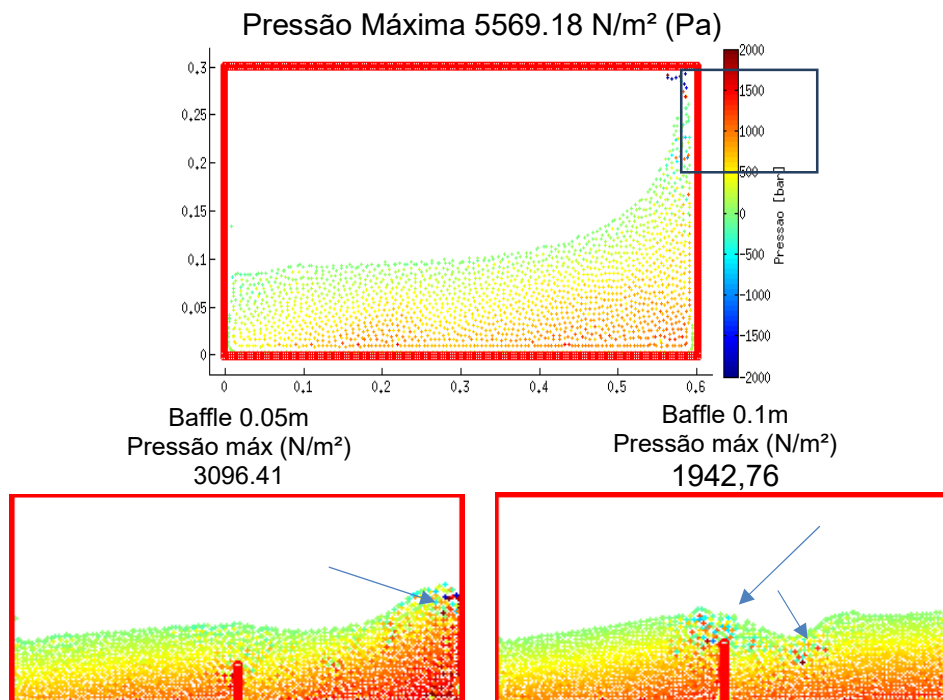 Pressão Máxima 5569.18 N/m² (Pa)
2000
0.3
0.25
1000
0.2
500
0.15
0
0.1
-500
0.05
-1000
0
-1500
-2000
Pressao [bar]
0 0.1 0.2 0.3 0.4 0.5 0.6
Baffle 0.05m
Pressão máx (N/m²)
3096.41
Baffle 0.1m
Pressão máx (N/m²)
1942,76